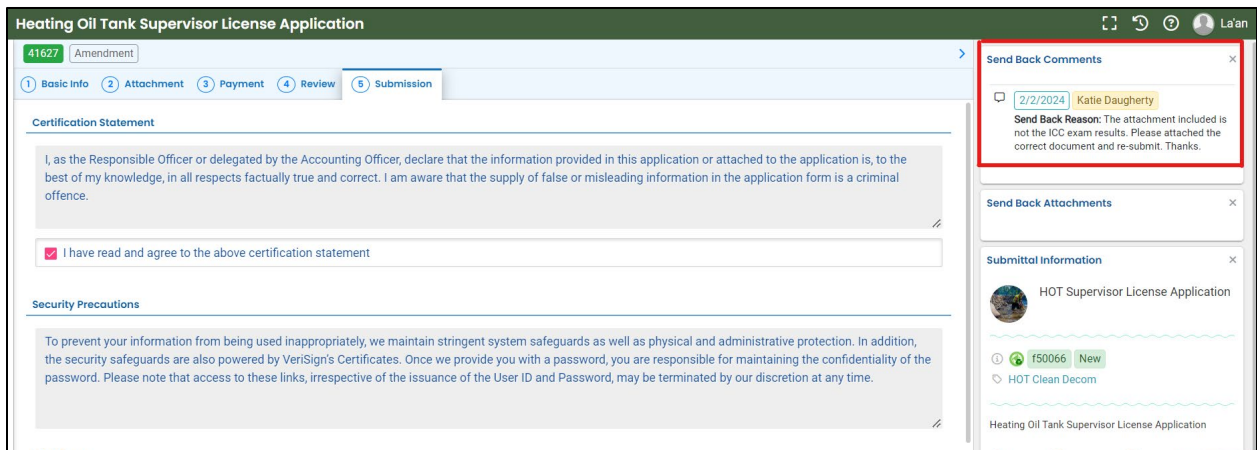 Heating Oil Tank Supervisor License Application
La'an
41627 Amendment
1 Basic Info 2 Attachment 3 Payment 4 Review 5 Submission
Certification Statement
I, as the Responsible Officer or delegated by the Accounting Officer, declare that the information provided in this application or attached to the application is, to the
best of my knowledge, in all respects factually true and correct. I am aware that the supply of false or misleading information in the application form is a criminal
offence.
I have read and agree to the above certification statement
Security Precautions
To prevent your information from being used inappropriately, we maintain stringent system safeguards as well as physical and administrative protection. In addition,
the security safeguards are also powered by VeriSign's Certificates. Once we provide you with a password, you are responsible for maintaining the confidentiality of the
password. Please note that access to these links, irrespective of the issuance of the User ID and Password, may be terminated by our discretion at any time.
Send Back Comments
2/2/2024 Katie Daugherty
Send Back Reason: The attachment included is
not the ICC exam results. Please attached the
correct document and re-submit. Thanks.
Send Back Attachments
Submittal Information
HOT Supervisor License Application
f50066 New
HOT Clean Decom
Heating Oil Tank Supervisor License Application